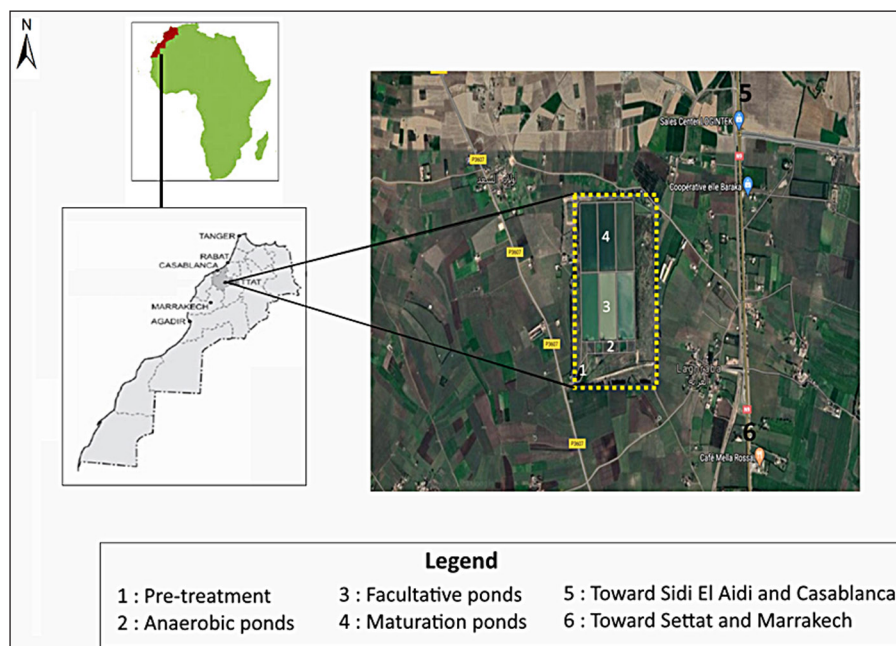 N
TANGER
RABAT
CASABLANCA
SETTAT
MARRAKECH
AGADIR
5
Sales Center LOGINTEK
P3607
Coopérative elle Baraka
4
P3607
3
P3607
2
1
6
P3607
Café Mella Rossa
Legend
1 : Pre-treatment
2 : Anaerobic ponds
3 : Facultative ponds
4 : Maturation ponds
5 : Toward Sidi El Aidi and Casablanca
6 : Toward Settat and Marrakech